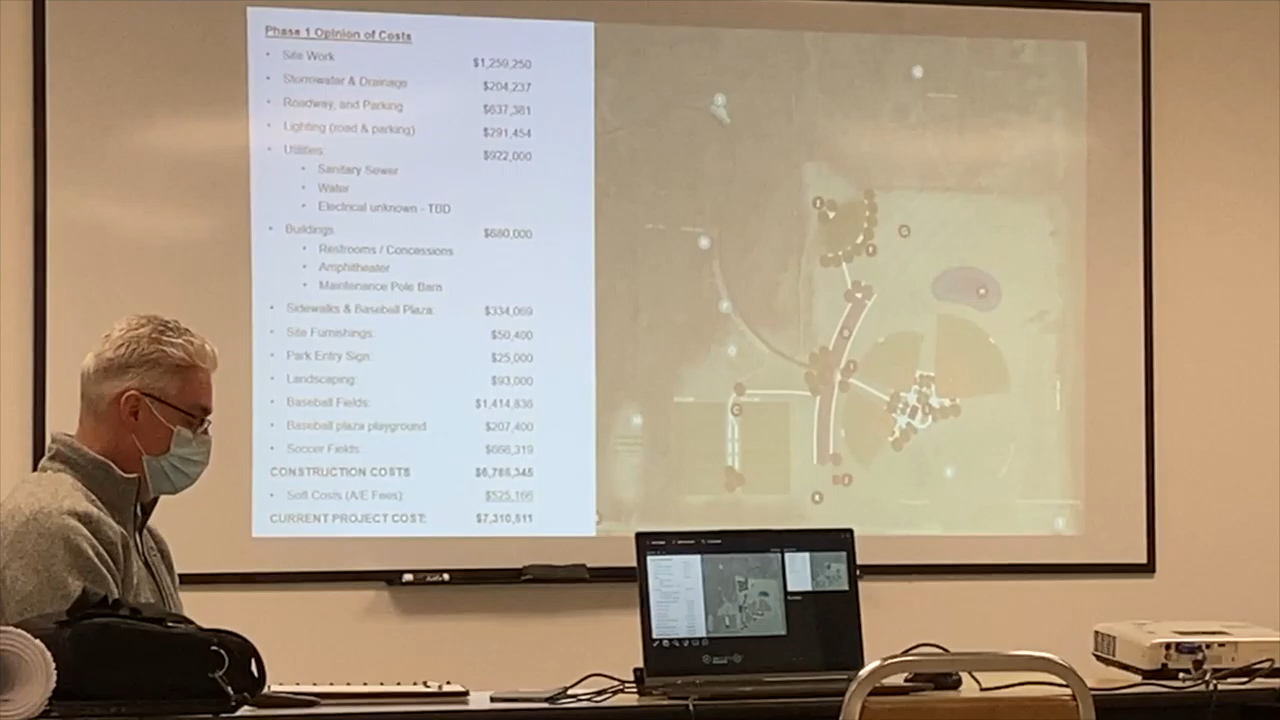 Phase 1 Opinion of Costs
• Site Work $1,259,250
• Stormwater & Drainage $204,237
• Roadway, and Parking $637,381
• Lighting (road & parking) $291,454
• Utilities: $922,000
• Sanitary Sewer
• Water
• Electrical unknown - TBD
• Buildings $680,000
• Restrooms / Concessions
• Amphitheater
• Maintenance Pole Barn
• Sidewalks & Baseball Plaza: $334,069
• Site Furnishings: $50,400
• Park Entry Sign: $25,000
• Landscaping: $93,000
• Baseball Fields: $1,414,836
• Baseball plaza playground $207,400
• Soccer Fields: $666,319
CONSTRUCTION COSTS $6,785,345
• Soft Costs (A/E Fees): $525,166
CURRENT PROJECT COST: $7,310,511